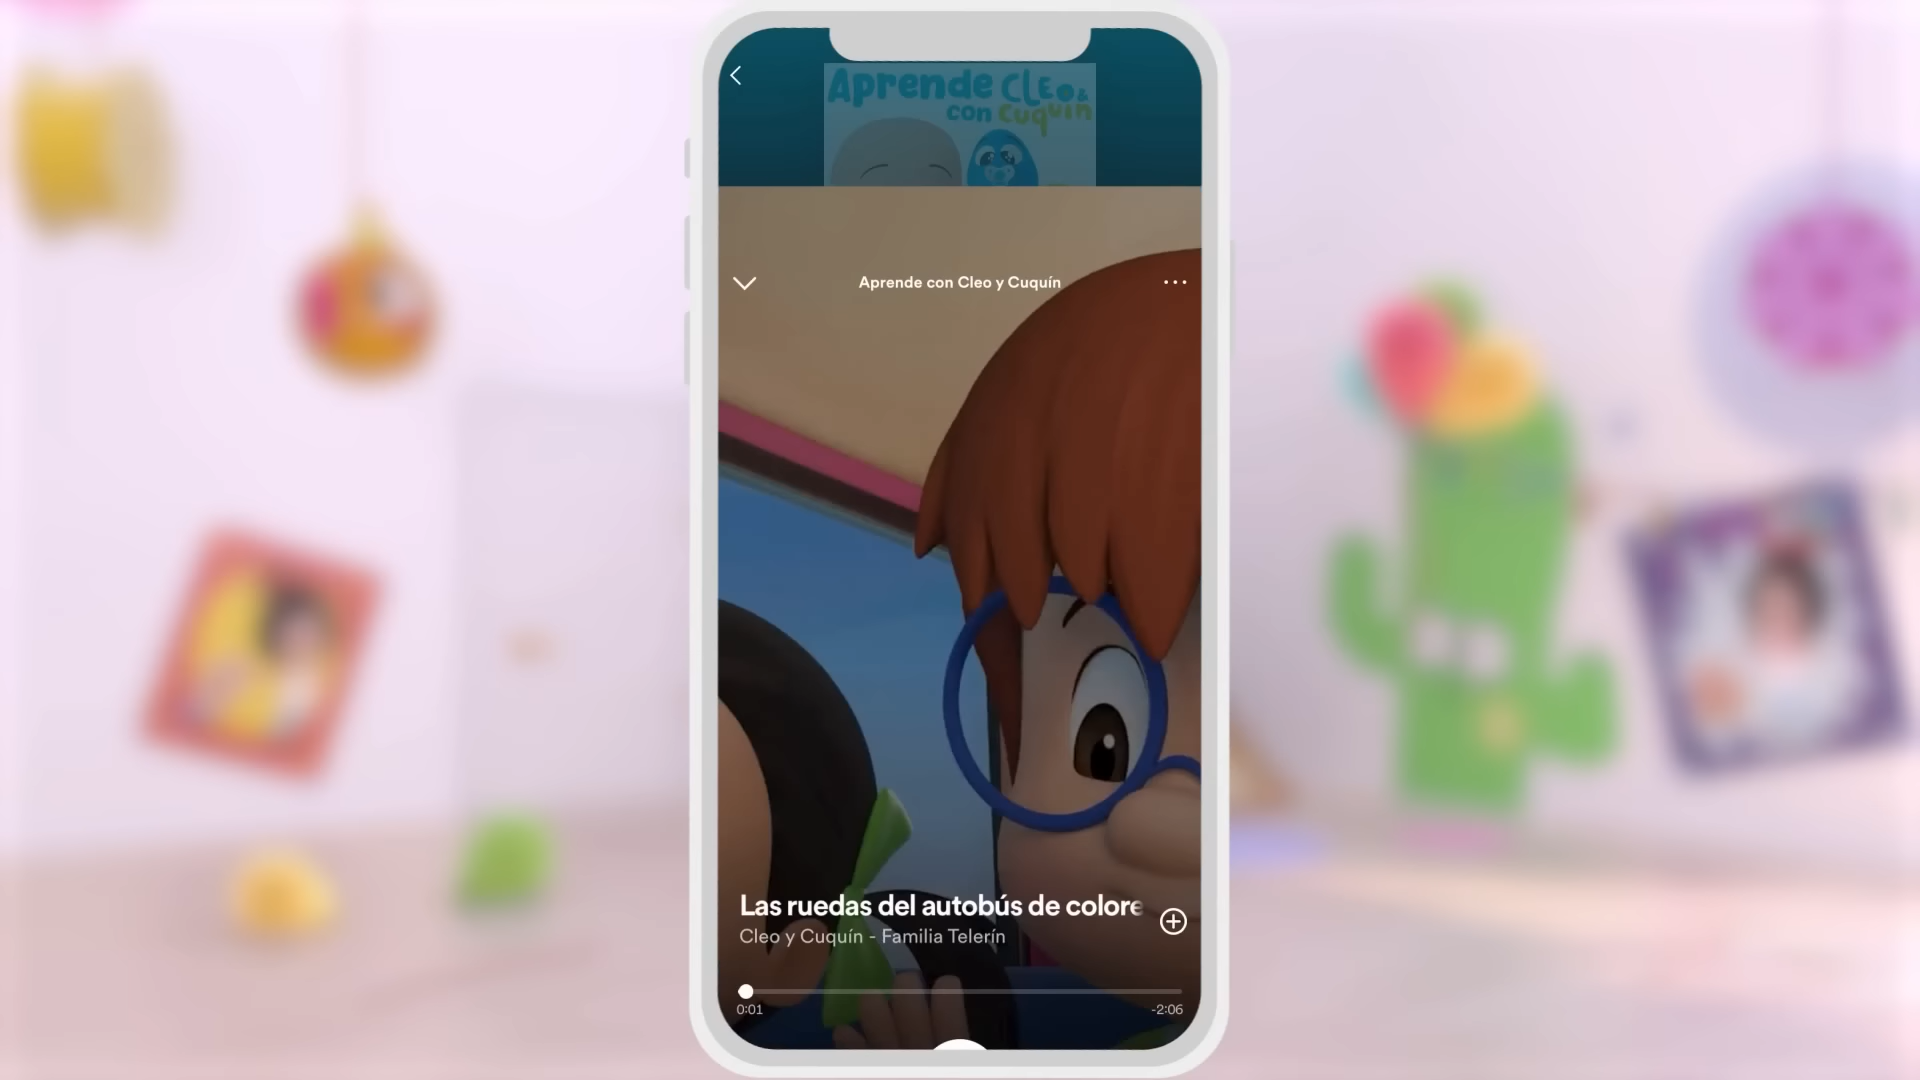 Aprende CLEO &
con cuquin
Aprende con Cleo y Cuquín
Las ruedas del autobús de colore
Cleo y Cuquín - Familia Telerín
0:01
-2:06